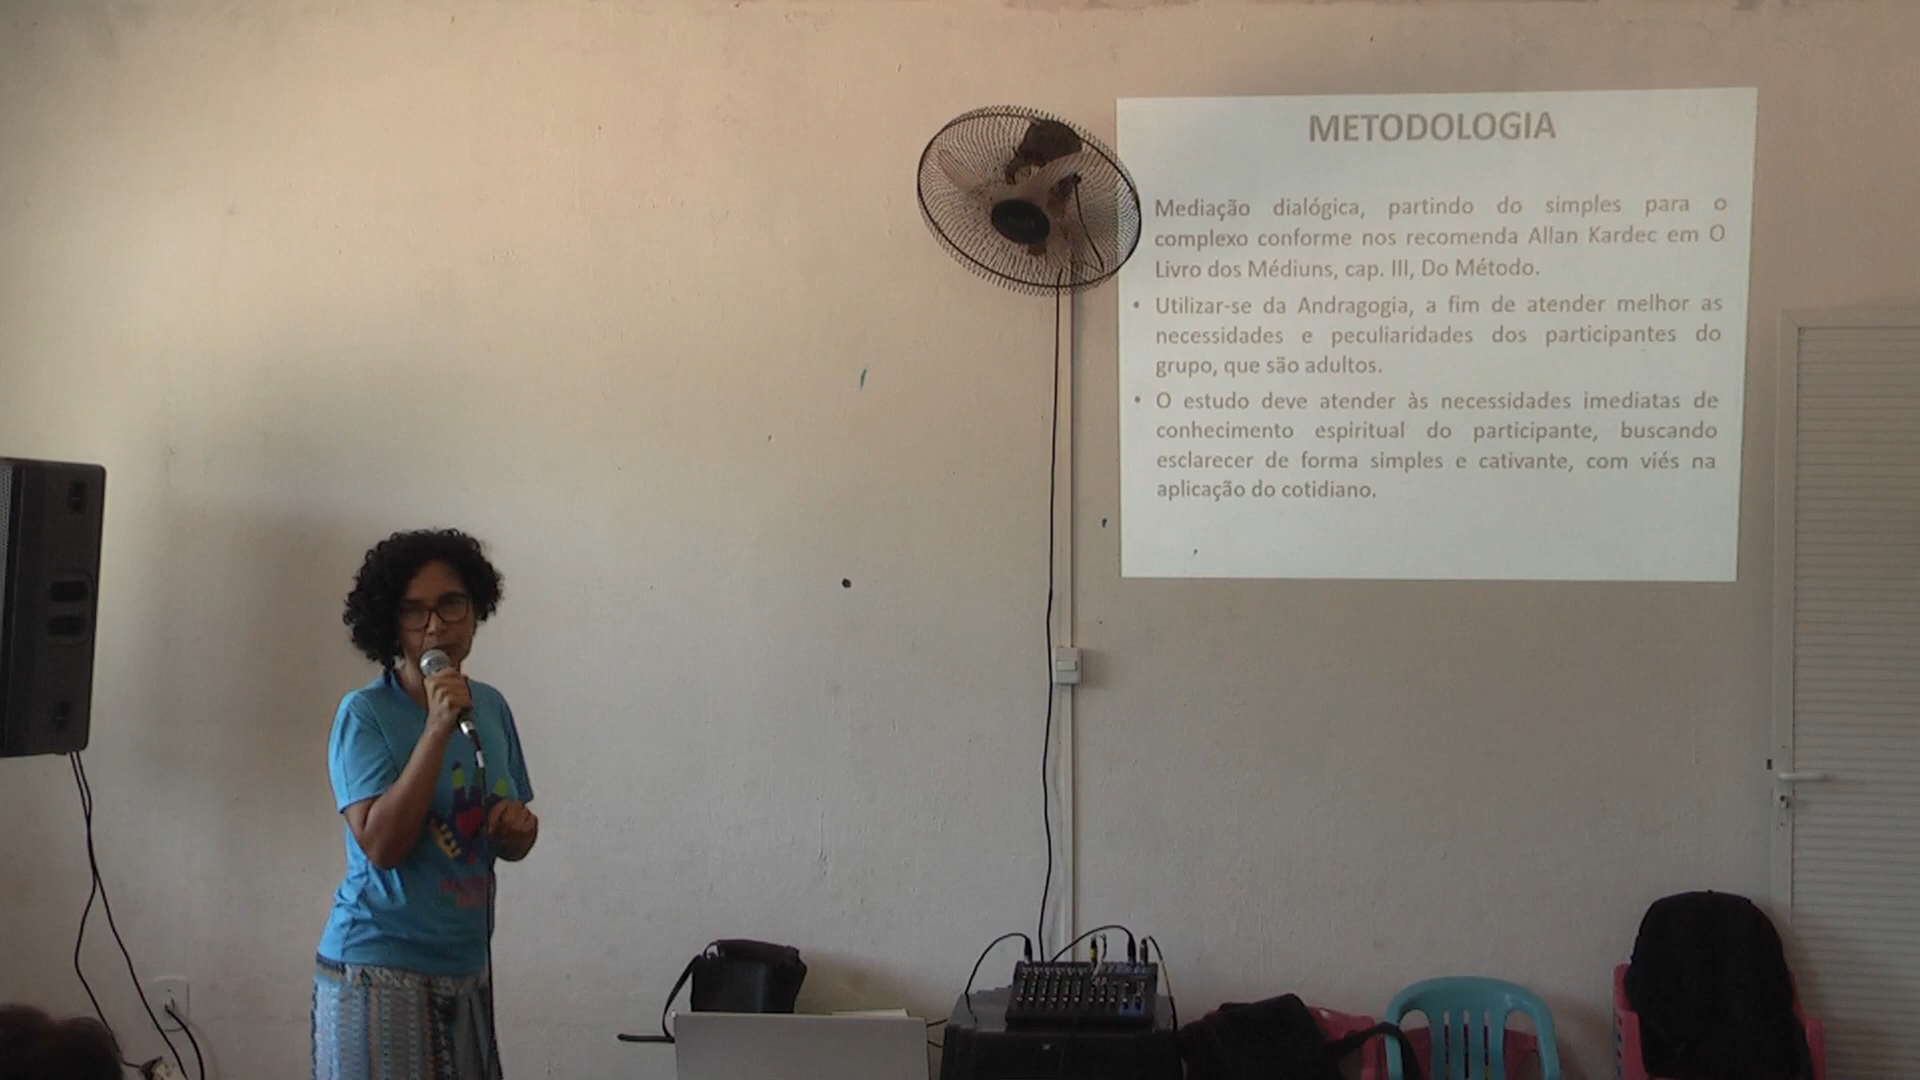 METODOLOGIA
Mediação dialógica, partindo do simples para o
complexo conforme nos recomenda Allan Kardec em O
Livro dos Médiuns, cap. III, Do Método.
• Utilizar-se da Andragogia, a fim de atender melhor as
necessidades e peculiaridades dos participantes do
grupo, que são adultos.
• O estudo deve atender às necessidades imediatas de
conhecimento espiritual do participante, buscando
esclarecer de forma simples e cativante, com viés na
aplicação do cotidiano.